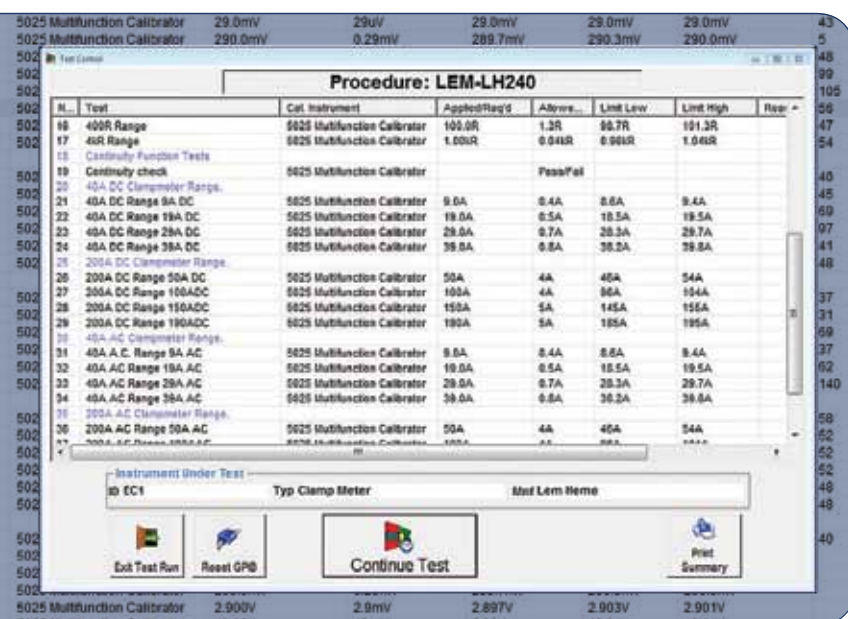 5025 Multifunction Calibrator 29.0mV 29uV 29.0mV 29.0mV 29.0mV 43
5025 Multifunction Calibrator 290.0mV 0.29mV 289.7mV 290.3mV 290.0mV 5
Test Control
Procedure: LEM-LH240
N... Test Cal. Instrument Applied/Req'd Allowe... Limit Low Limit High
16 400R Range 5025 Multifunction Calibrator 100.0R 1.3R 98.7R 101.3R
17 4kR Range 5025 Multifunction Calibrator 1.00kR 0.04kR 0.96kR 1.04kR
18 Continuity Function Tests
19 Continuity check 5025 Multifunction Calibrator Pass/Fail
20 40A DC Clampmeter Range.
21 40A DC Range 9A DC 5025 Multifunction Calibrator 9.0A 0.4A 8.6A 9.4A
22 40A DC Range 19A DC 5025 Multifunction Calibrator 19.0A 0.5A 18.5A 19.5A
23 40A DC Range 29A DC 5025 Multifunction Calibrator 29.0A 0.7A 28.3A 29.7A
24 40A DC Range 39A DC 5025 Multifunction Calibrator 39.0A 0.8A 38.2A 39.8A
25 200A DC Clampmeter Range.
26 200A DC Range 50A DC 5025 Multifunction Calibrator 50A 4A 46A 54A
27 200A DC Range 100ADC 5025 Multifunction Calibrator 100A 4A 96A 104A
28 200A DC Range 150ADC 5025 Multifunction Calibrator 150A 5A 145A 155A
29 200A DC Range 190ADC 5025 Multifunction Calibrator 190A 5A 185A 195A
30 40A AC Clampmeter Range.
31 40A A.C. Range 9A AC 5025 Multifunction Calibrator 9.0A 0.4A 8.6A 9.4A
32 40A AC Range 19A AC 5025 Multifunction Calibrator 19.0A 0.5A 18.5A 19.5A
33 40A AC Range 29A AC 5025 Multifunction Calibrator 29.0A 0.7A 28.3A 29.7A
34 40A AC Range 39A AC 5025 Multifunction Calibrator 39.0A 0.8A 38.2A 39.8A
35 200A AC Clampmeter Range.
36 200A AC Range 50A AC 5025 Multifunction Calibrator 50A 4A 46A 54A
Instrument Under Test
ID EC1 Typ Clamp Meter Mnf Lem Heme
Exit Test Run Reset GPIB Continue Test Print Summary
5025 Multifunction Calibrator 2.900V 2.9mV 2.897V 2.903V 2.901V